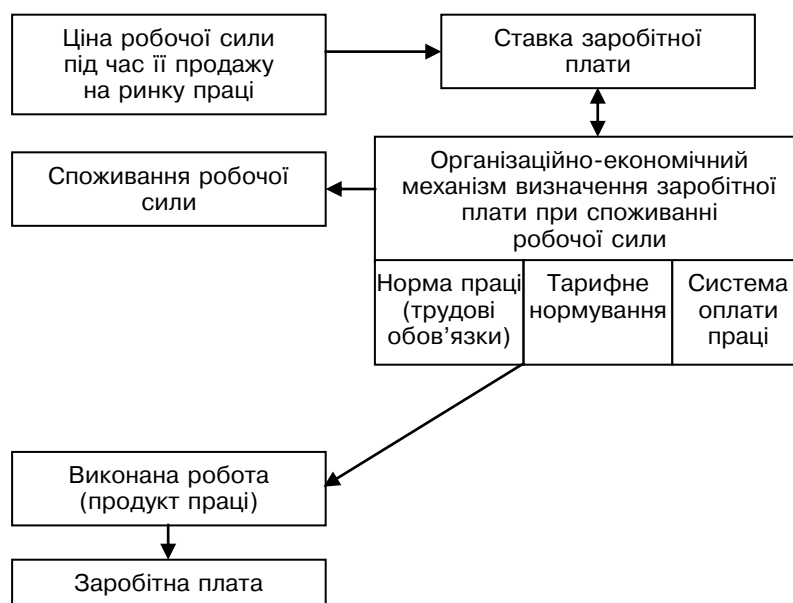 Ціна робочої сили
під час її продажу
на ринку праці
Ставка заробітної
плати
Споживання робочої
сили
Організаційно-економічний
механізм визначення заробітної
плати при споживанні
робочої сили
Норма праці
(трудові
обов’язки)
Тарифне
нормування
Система
оплати
праці
Виконана робота
(продукт праці)
Заробітна плата